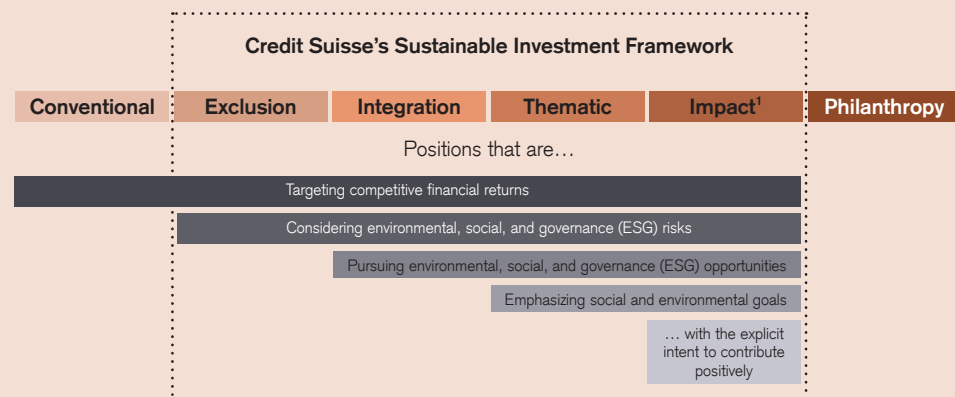 Credit Suisse’s Sustainable Investment Framework
Conventional
Exclusion
Integration
Thematic
Impact¹
Philanthropy
Positions that are…
Targeting competitive financial returns
Considering environmental, social, and governance (ESG) risks
Pursuing environmental, social, and governance (ESG) opportunities
Emphasizing social and environmental goals
… with the explicit
intent to contribute
positively